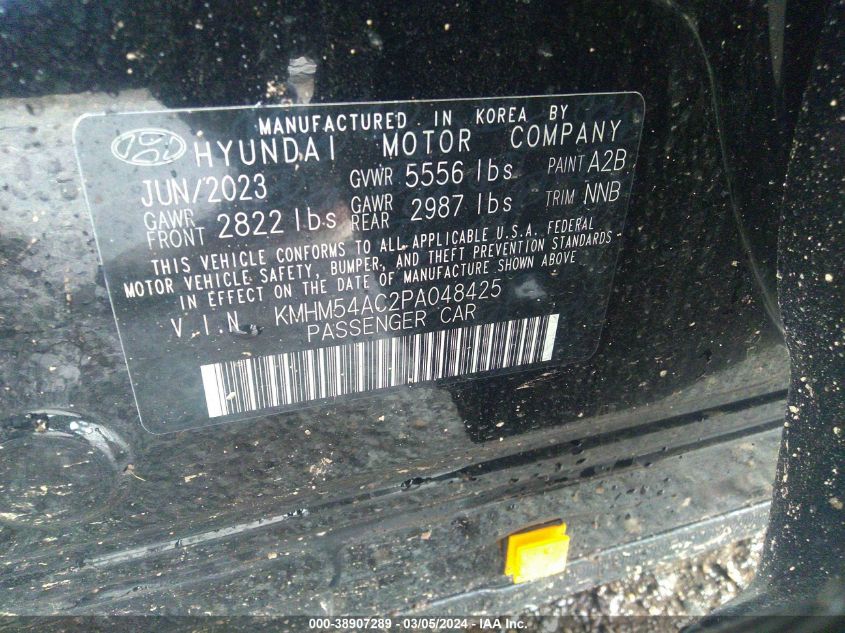 MANUFACTURED IN KOREA BY
HYUNDAI MOTOR COMPANY
JUN/2023 GVWR 5556 lbs PAINT A2B
GAWR FRONT 2822 lbs GAWR REAR 2987 lbs TRIM NNB
THIS VEHICLE CONFORMS TO ALL APPLICABLE U.S.A. FEDERAL
MOTOR VEHICLE SAFETY, BUMPER, AND THEFT PREVENTION STANDARDS
IN EFFECT ON THE DATE OF MANUFACTURE SHOWN ABOVE
V.I.N KMHM54AC2PA048425
PASSENGER CAR
000-38907289 - 03/05/2024 - IAA Inc.